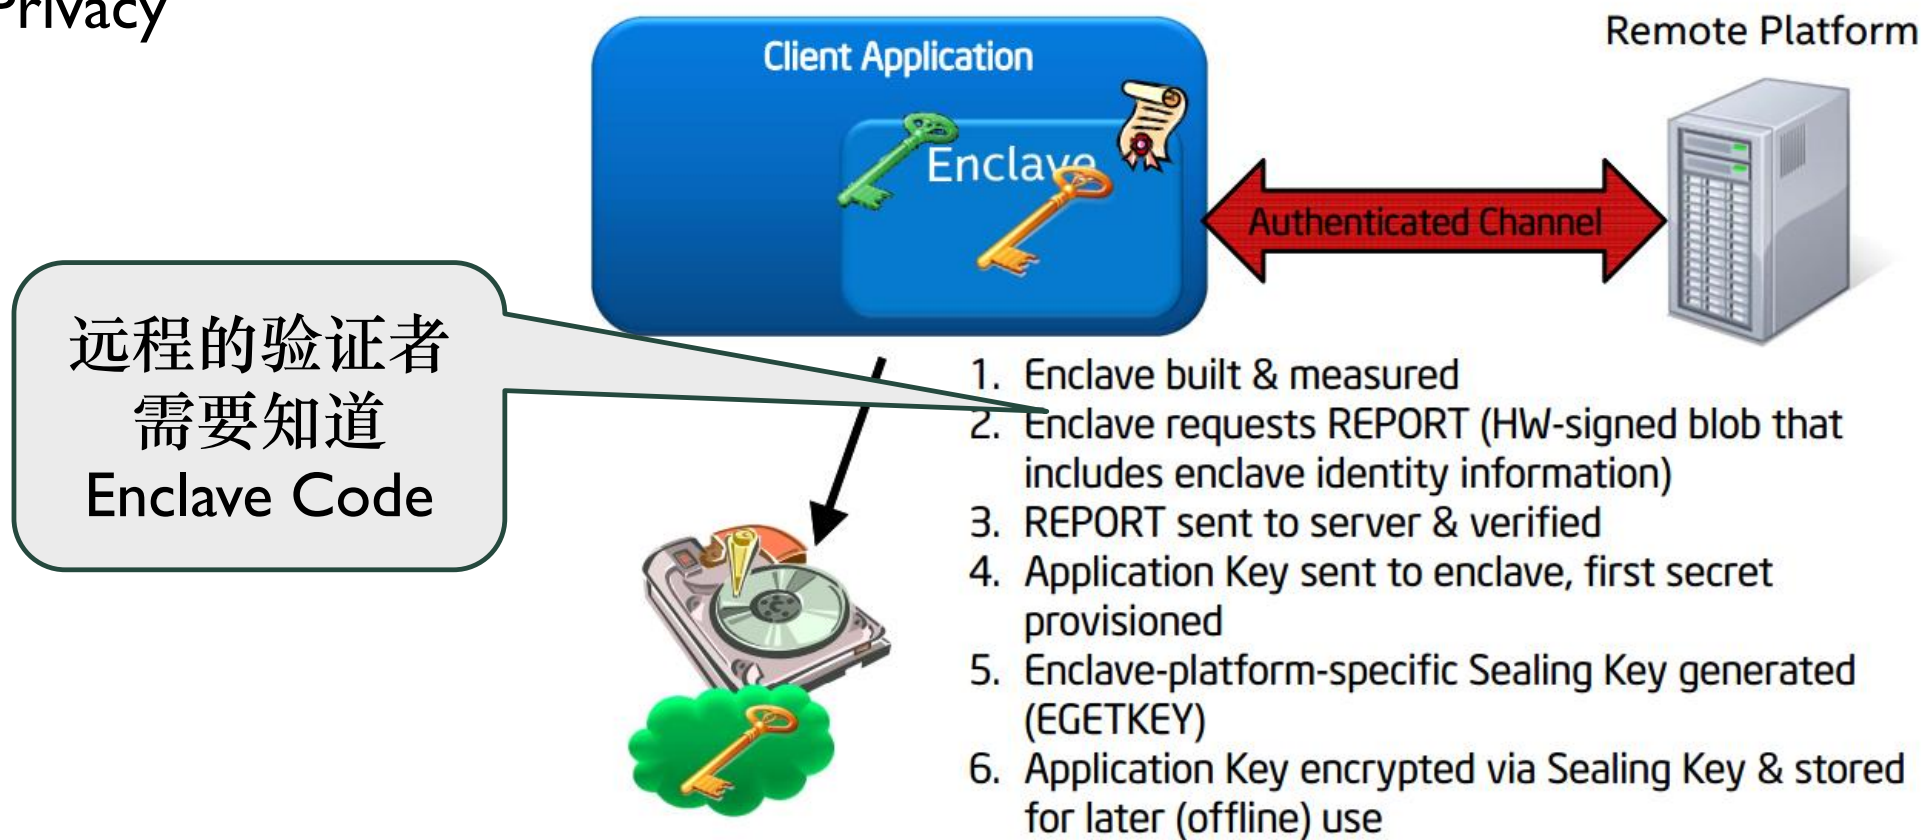 Privacy
Client Application
Remote Platform
Enclave
Authenticated Channel
远程的验证者
需要知道
Enclave Code
1. Enclave built & measured
2. Enclave requests REPORT (HW-signed blob that
includes enclave identity information)
3. REPORT sent to server & verified
4. Application Key sent to enclave, first secret
provisioned
5. Enclave-platform-specific Sealing Key generated
(EGETKEY)
6. Application Key encrypted via Sealing Key & stored
for later (offline) use